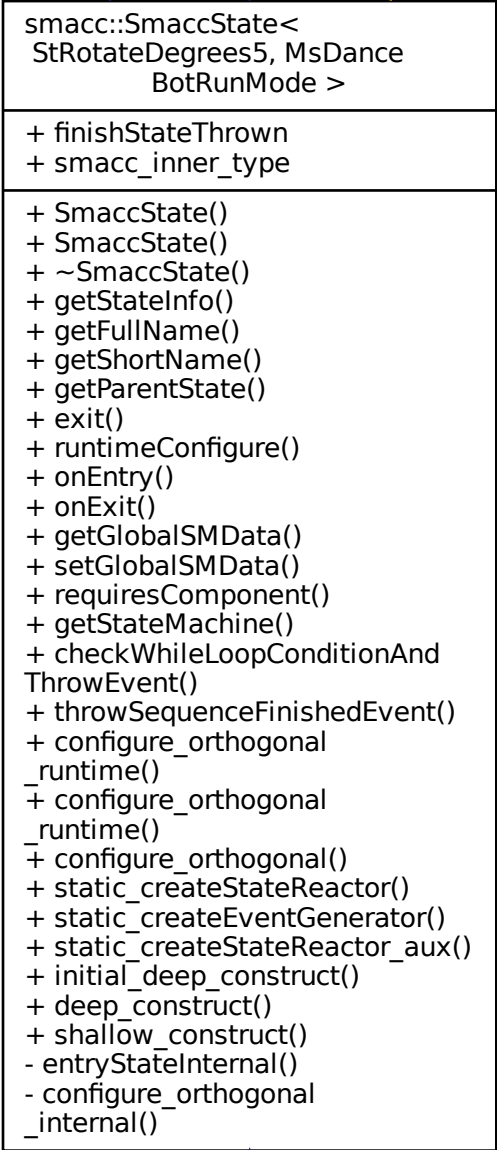 smacc::SmaccState<
StRotateDegrees5, MsDance
BotRunMode >
+ finishStateThrown
+ smacc_inner_type
+ SmaccState()
+ SmaccState()
+ ~SmaccState()
+ getStateInfo()
+ getFullName()
+ getShortName()
+ getParentState()
+ exit()
+ runtimeConfigure()
+ onEntry()
+ onExit()
+ getGlobalSMData()
+ setGlobalSMData()
+ requiresComponent()
+ getStateMachine()
+ checkWhileLoopConditionAnd
ThrowEvent()
+ throwSequenceFinishedEvent()
+ configure_orthogonal
_runtime()
+ configure_orthogonal
_runtime()
+ configure_orthogonal()
+ static_createStateReactor()
+ static_createEventGenerator()
+ static_createStateReactor_aux()
+ initial_deep_construct()
+ deep_construct()
+ shallow_construct()
- entryStateInternal()
- configure_orthogonal
_internal()